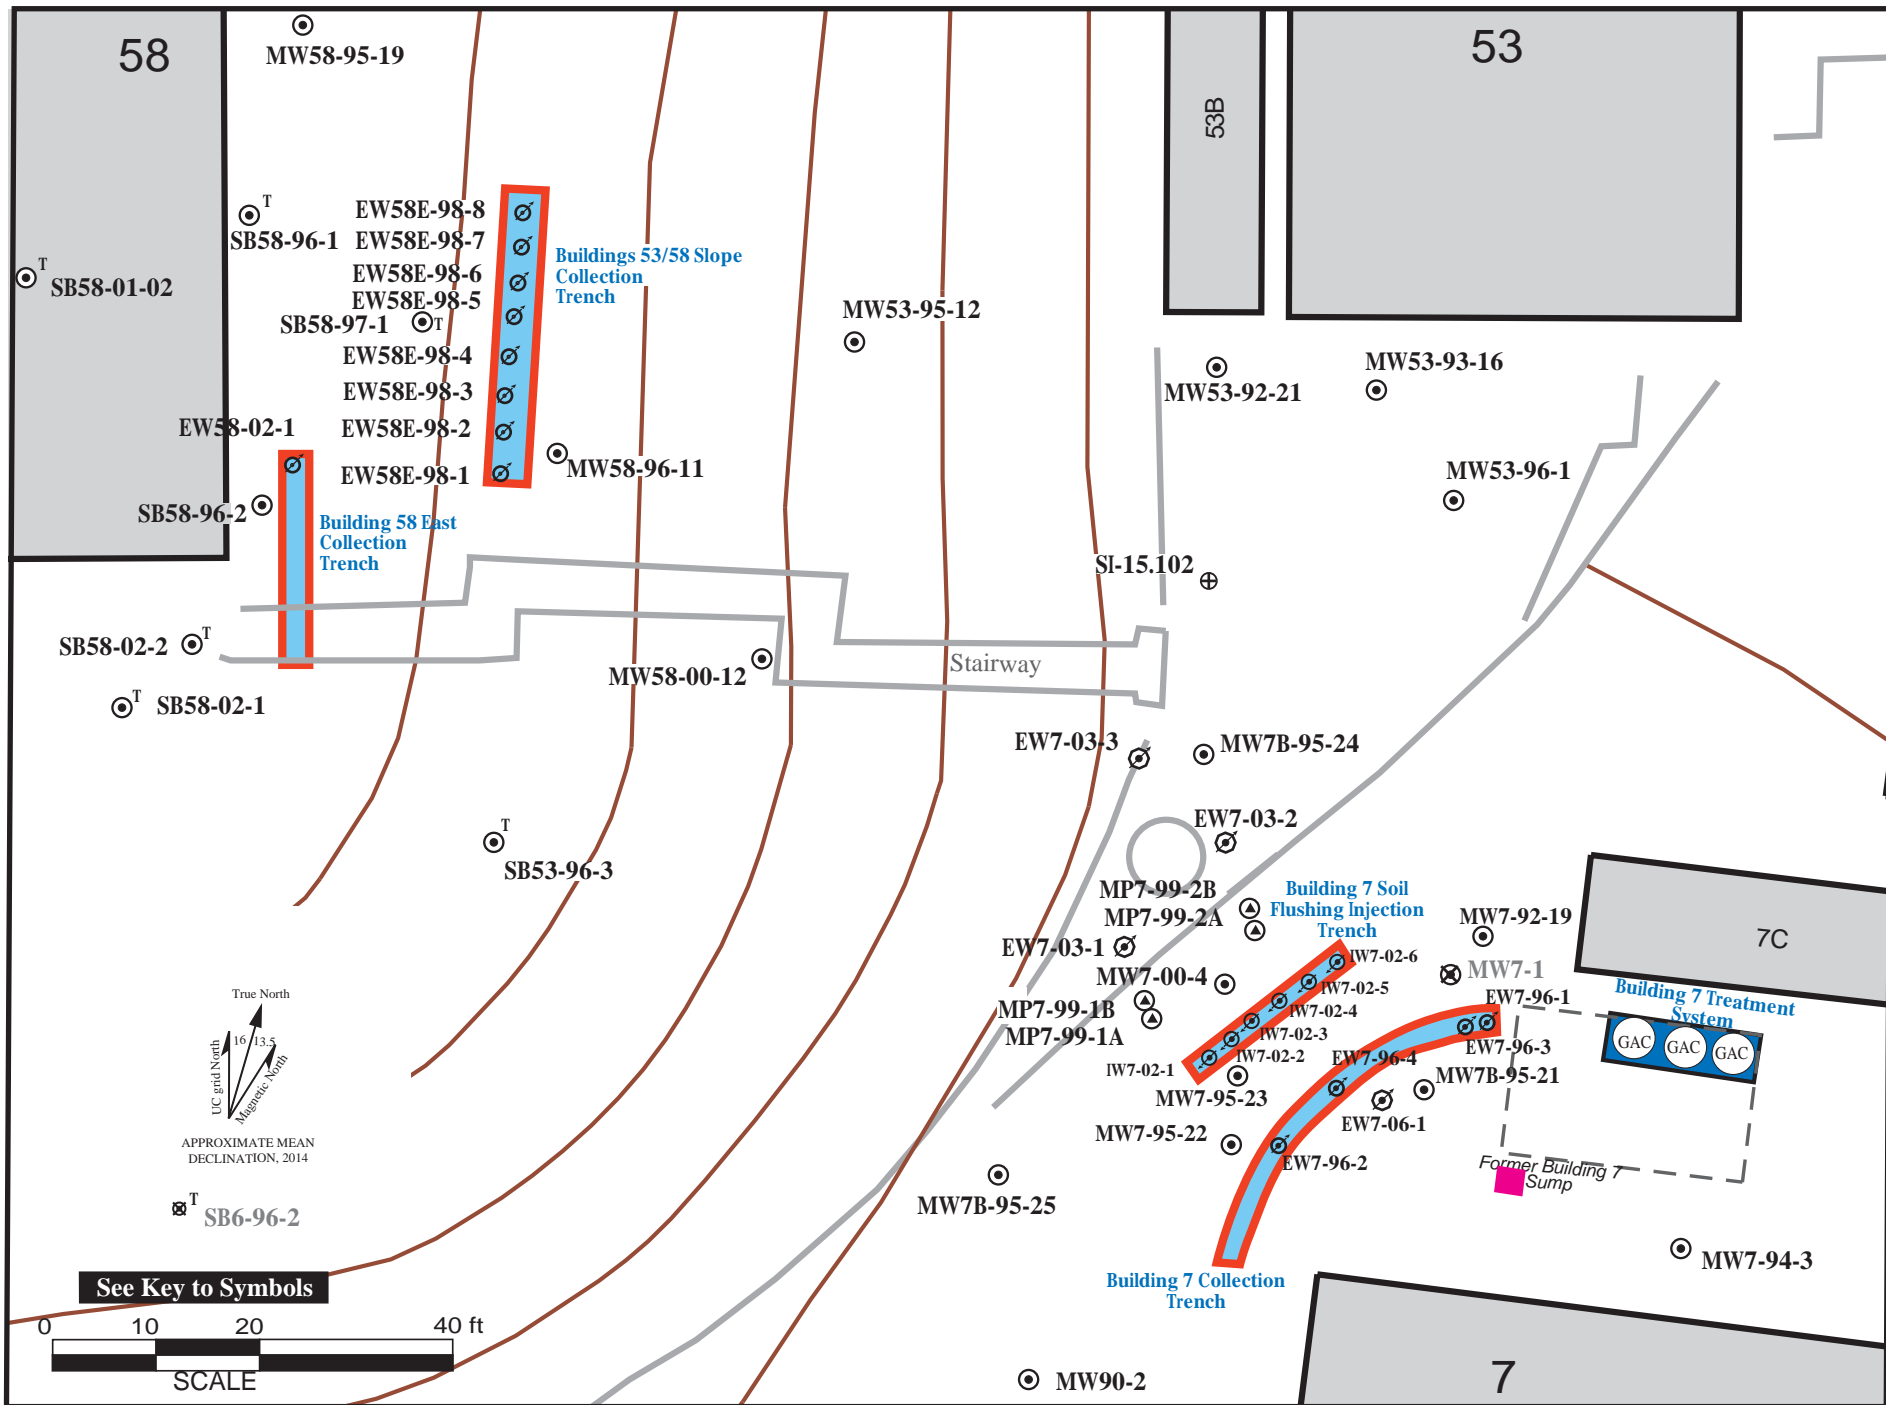 58
MW58-95-19
53B
53
T
SB58-96-1
T
SB58-01-02
EW58E-98-8
EW58E-98-7
EW58E-98-6
EW58E-98-5
SB58-97-1
T
EW58E-98-4
EW58E-98-3
EW58E-98-2
EW58E-98-1
Buildings 53/58 Slope
Collection
Trench
MW53-95-12
MW53-92-21
MW53-93-16
MW53-96-1
EW58-02-1
SB58-96-2
MW58-96-11
Building 58 East
Collection
Trench
SI-15.102
SB58-02-2
T
T
SB58-02-1
MW58-00-12
Stairway
EW7-03-3
MW7B-95-24
EW7-03-2
T
SB53-96-3
MP7-99-2B
MP7-99-2A
Building 7 Soil
Flushing Injection
Trench
MW7-92-19
7C
EW7-03-1
MW7-00-4
MP7-99-1B
MP7-99-1A
IW7-02-6
IW7-02-5
IW7-02-4
IW7-02-3
IW7-02-2
IW7-02-1
MW7-1
EW7-96-1
EW7-96-3
EW7-96-4
Building 7 Treatment
System
GAC
GAC
GAC
MW7-95-23
MW7B-95-21
EW7-06-1
MW7-95-22
EW7-96-2
Former Building 7
Sump
MW7B-95-25
MW7-94-3
Building 7 Collection
Trench
True North
16
13.5
UC grid North
Magnetic North
APPROXIMATE MEAN
DECLINATION, 2014
T
SB6-96-2
See Key to Symbols
0 10 20 40 ft
SCALE
MW90-2
7